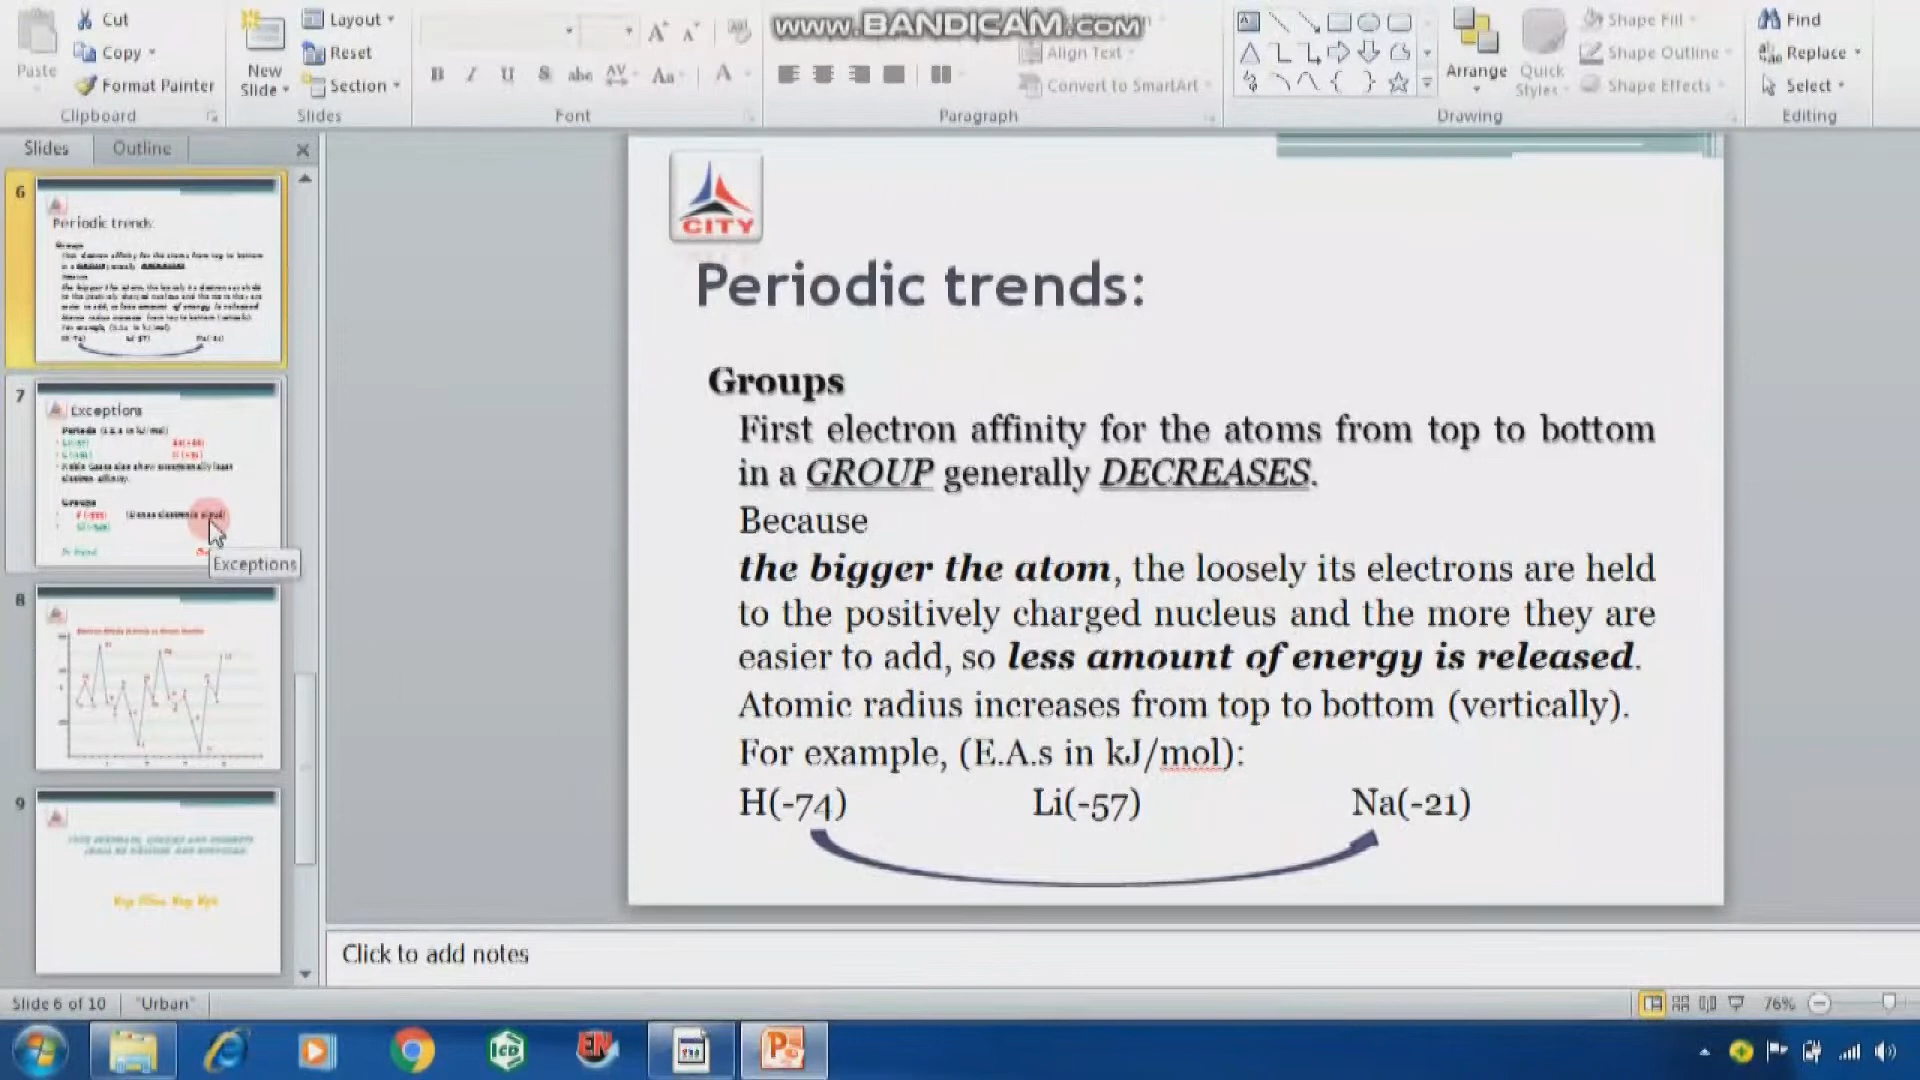 www.BANDICAM.com
Cut
Copy
Format Painter
Paste
Clipboard
New
Slide
Layout
Reset
Section
Slides
Font
Align Text
Convert to SmartArt
Paragraph
Arrange
Quick
Styles
Shape Fill
Shape Outline
Shape Effects
Drawing
Find
Replace
Select
Editing
Slides
Outline
6
Periodic trends:
Groups
7
Exceptions
Groups
Exceptions
8
9
CITY
Periodic trends:
Groups
First electron affinity for the atoms from top to bottom
in a GROUP generally DECREASES.
Because
the bigger the atom, the loosely its electrons are held
to the positively charged nucleus and the more they are
easier to add, so less amount of energy is released.
Atomic radius increases from top to bottom (vertically).
For example, (E.A.s in kJ/mol):
H(-74) Li(-57) Na(-21)
Click to add notes
Slide 6 of 10
"Urban"
76%